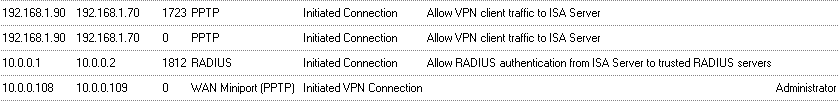 192.168.1.90 192.168.1.70 1723 PPTP Initiated Connection Allow VPN client traffic to ISA Server
192.168.1.90 192.168.1.70 0 PPTP Initiated Connection Allow VPN client traffic to ISA Server
10.0.0.1 10.0.0.2 1812 RADIUS Initiated Connection Allow RADIUS authentication from ISA Server to trusted RADIUS servers
10.0.0.108 10.0.0.109 0 WAN Miniport (PPTP) Initiated VPN Connection Administrator